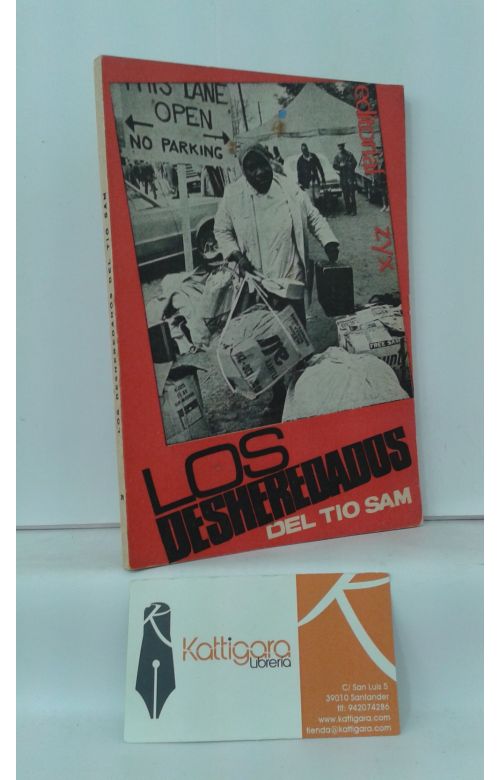 LOS DESHEREDADOS DEL TIO SAM
THIS LANE
OPEN
NO PARKING
editorial zyx
FREE
LOS
DESHEREDADOS
DEL TIO SAM
Kattigara
Librería
C/ San Luis 5
39010 Santander
tlf: 942074286
www.kattigara.com
tienda@kattigara.com